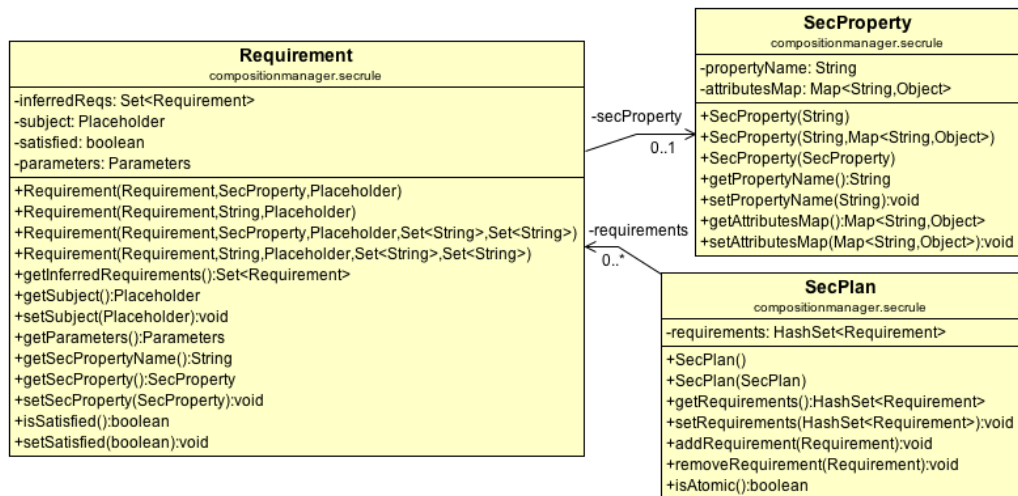 Requirement
compositionmanager.secrule
-inferredReqs: Set<Requirement>
-subject: Placeholder
-satisfied: boolean
-parameters: Parameters
+Requirement(Requirement,SecProperty,Placeholder)
+Requirement(Requirement,String,Placeholder)
+Requirement(Requirement,SecProperty,Placeholder,Set<String>,Set<String>)
+Requirement(Requirement,String,Placeholder,Set<String>,Set<String>)
+getInferredRequirements():Set<Requirement>
+getSubject():Placeholder
+setSubject(Placeholder):void
+getParameters():Parameters
+getSecPropertyName():String
+getSecProperty():SecProperty
+setSecProperty(SecProperty):void
+isSatisfied():boolean
+setSatisfied(boolean):void
-secProperty
0..1
-requirements
0..*
SecProperty
compositionmanager.secrule
-propertyName: String
-attributesMap: Map<String,Object>
+SecProperty(String)
+SecProperty(String,Map<String,Object>)
+SecProperty(SecProperty)
+getPropertyName():String
+setPropertyName(String):void
+getAttributesMap():Map<String,Object>
+setAttributesMap(Map<String,Object>):void
SecPlan
compositionmanager.secrule
-requirements: HashSet<Requirement>
+SecPlan()
+SecPlan(SecPlan)
+getRequirements():HashSet<Requirement>
+setRequirements(HashSet<Requirement>):void
+addRequirement(Requirement):void
+removeRequirement(Requirement):void
+isAtomic():boolean